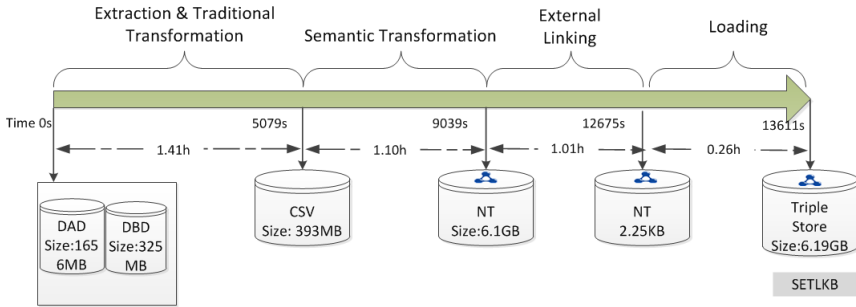 Extraction & Traditional
Transformation
Semantic Transformation
External
Linking
Loading
Time 0s
5079s
9039s
12675s
13611s
1.41h
1.10h
1.01h
0.26h
DAD
Size:165
6MB
DBD
Size:325
MB
CSV
Size: 393MB
NT
Size:6.1GB
NT
2.25KB
Triple
Store
Size:6.19GB
SETLKB